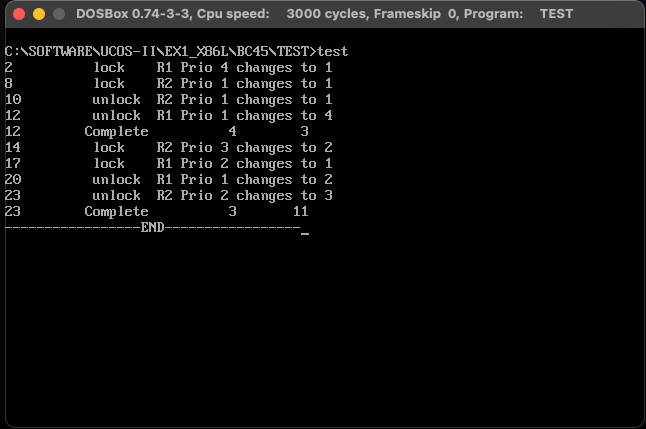 DOSBox 0.74-3-3, Cpu speed: 3000 cycles, Frameskip 0, Program: TEST
C:\SOFTWARE\UCOS-II\EX1_X86L\BC45\TEST>test
2 lock R1 Prio 4 changes to 1
8 lock R2 Prio 1 changes to 1
10 unlock R2 Prio 1 changes to 1
12 unlock R1 Prio 1 changes to 4
12 Complete 4 3
14 lock R2 Prio 3 changes to 2
17 lock R1 Prio 2 changes to 1
20 unlock R1 Prio 1 changes to 2
23 unlock R2 Prio 2 changes to 3
23 Complete 3 11
-----------------END-----------------_